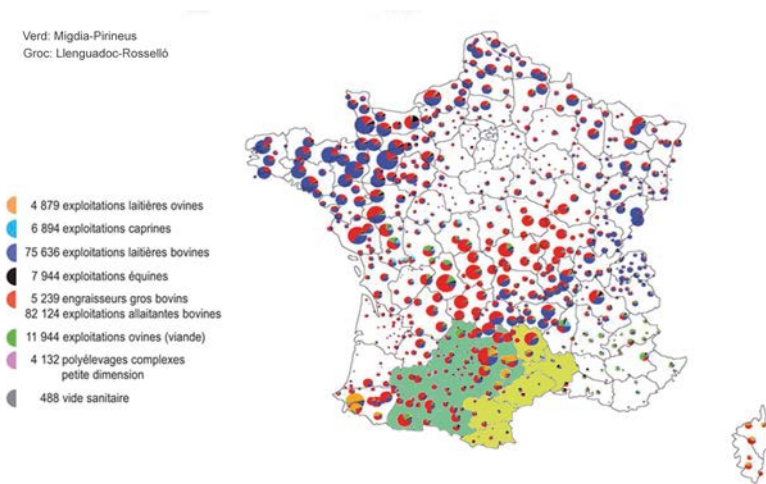 Verd: Migdia-Pirineus
Groc: Llenguadoc-Rosselló
4 879 exploitations laitières ovines
6 894 exploitations caprines
75 636 exploitations laitières bovines
7 944 exploitations équines
5 239 engraisseurs gros bovins
82 124 exploitations allaitantes bovines
11 944 exploitations ovines (viande)
4 132 polyélevages complexes
petite dimension
488 vide sanitaire